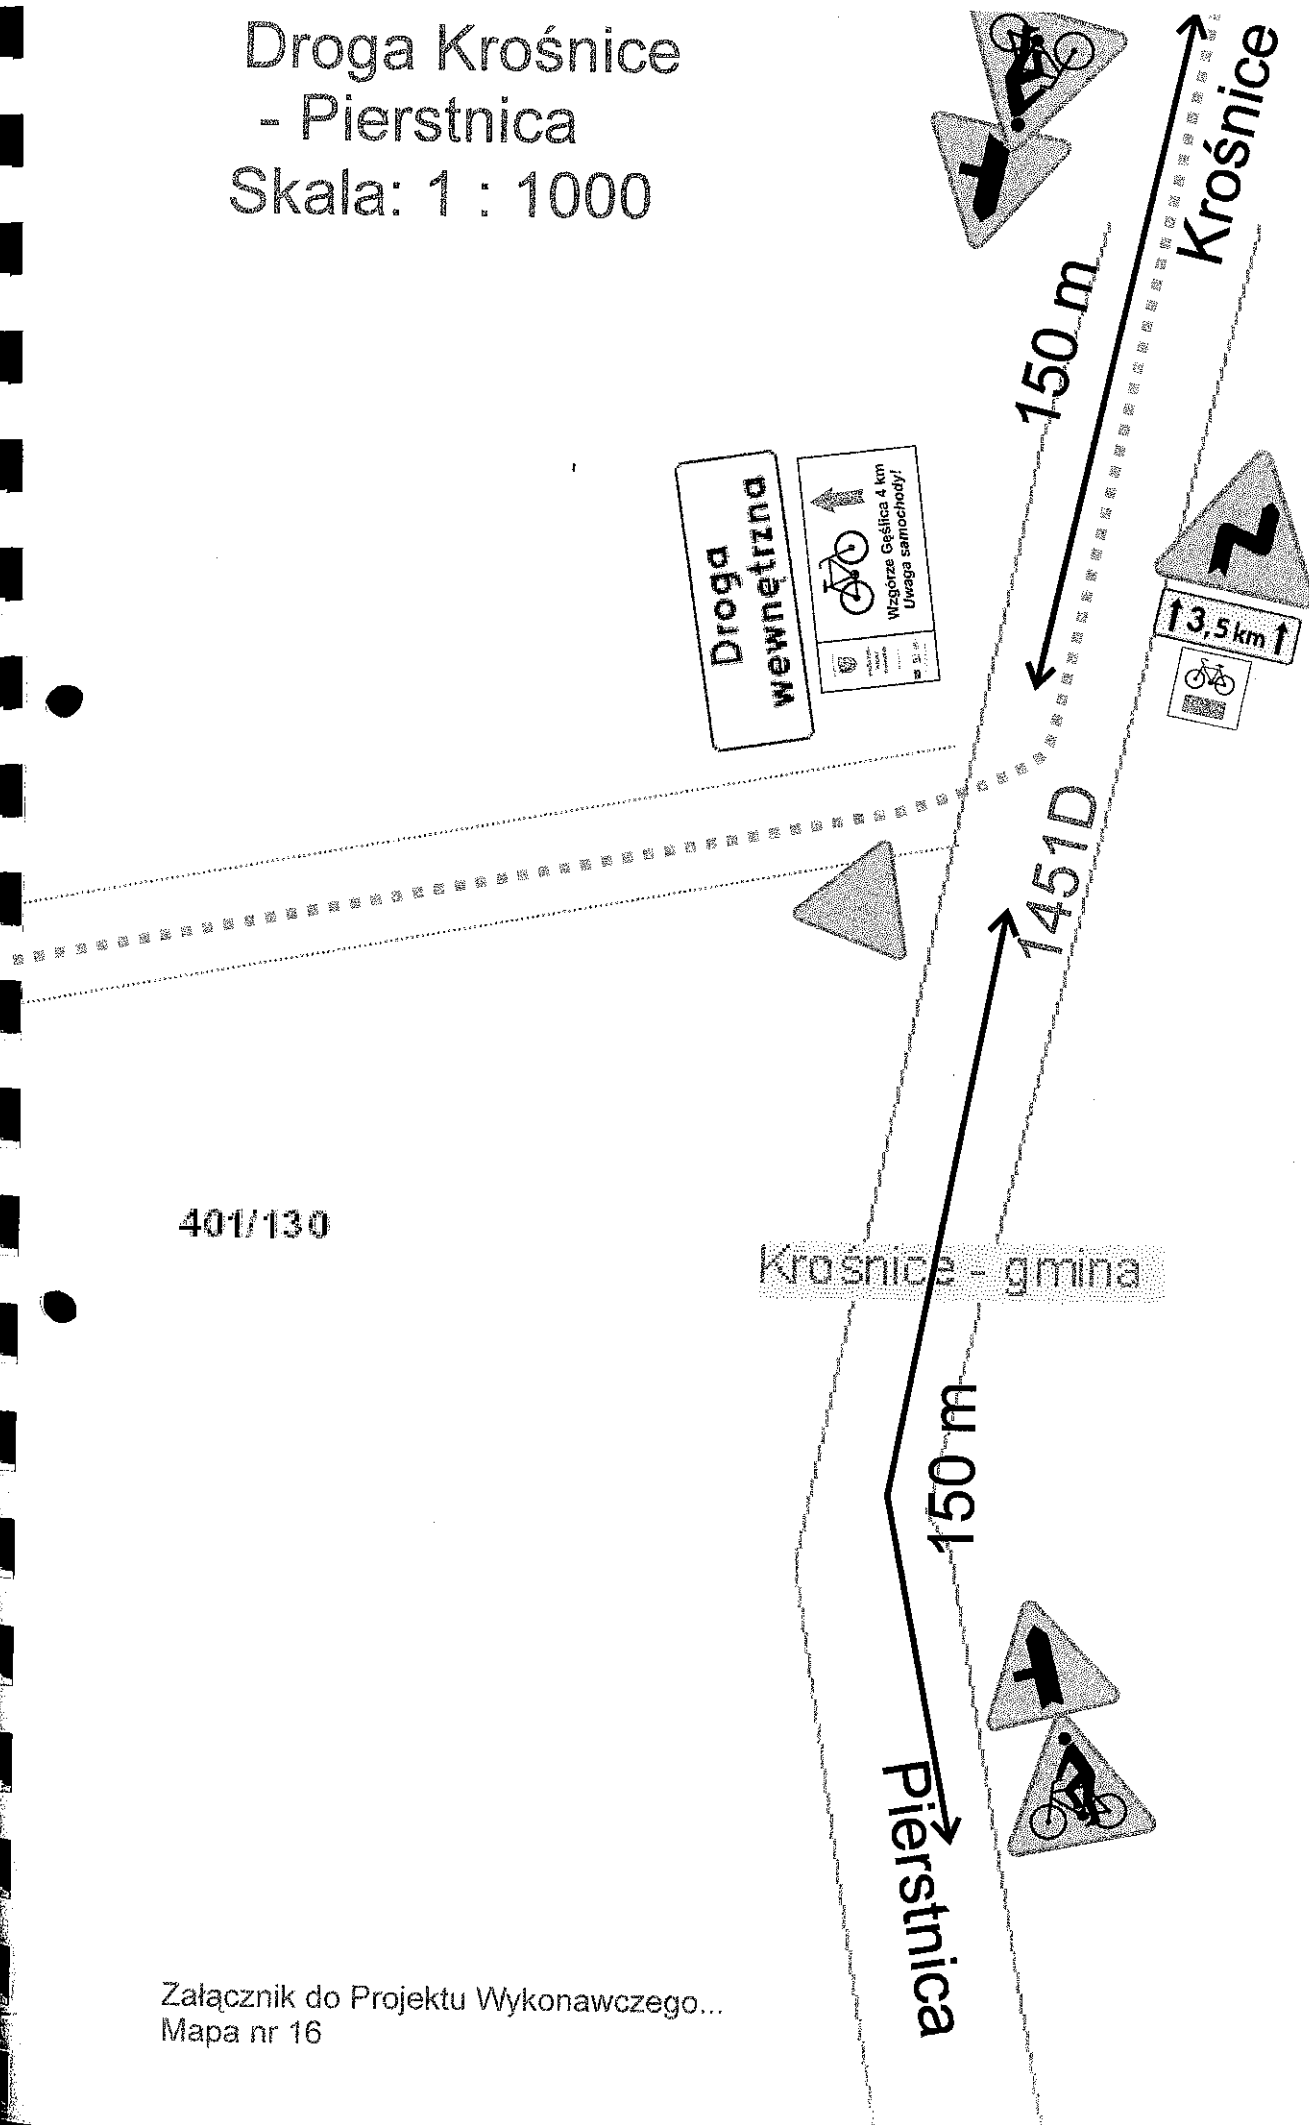 Droga Krośnice
- Pierstnica
Skala: 1 : 1000
Krośnice
150 m
Droga
wewnętrzna
Wzgórze Gęślica 4 km
Uwaga samochody!
3,5 km
1451D
401/130
Krośnice - gmina
150 m
Pierstnica
Załącznik do Projektu Wykonawczego...
Mapa nr 16